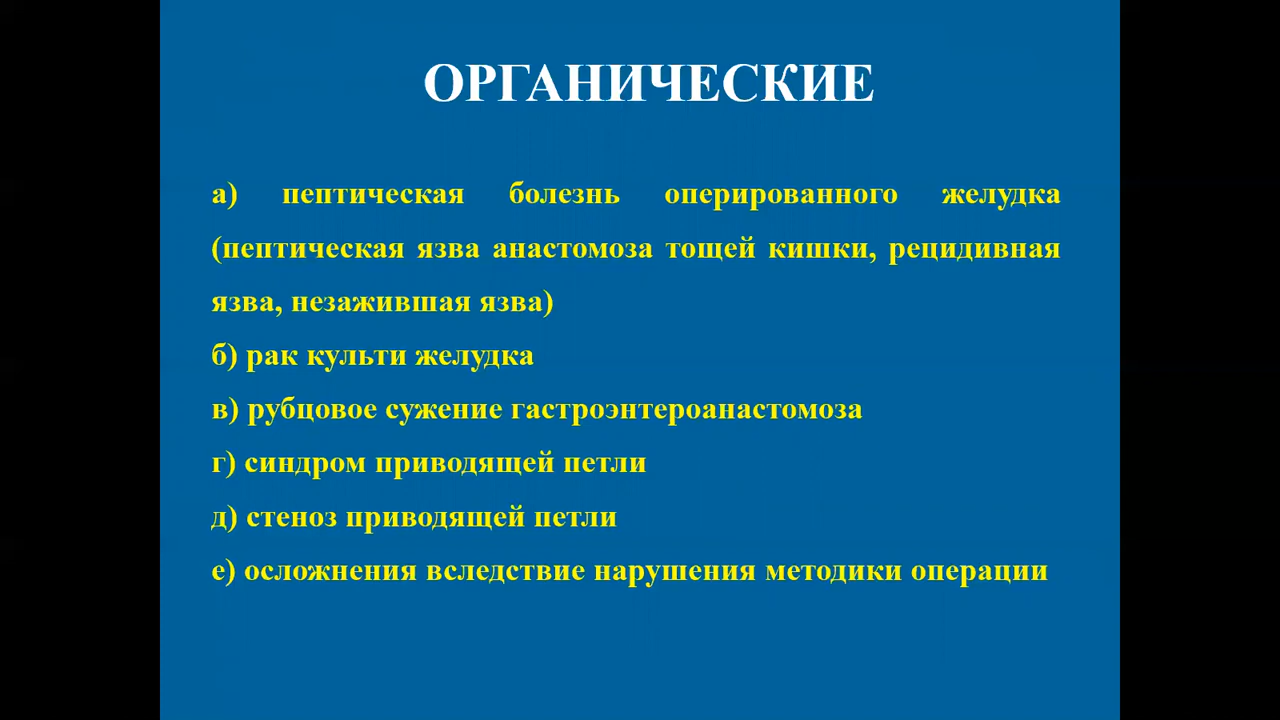 ОРГАНИЧЕСКИЕ
а) пептическая болезнь оперированного желудка
(пептическая язва анастомоза тощей кишки, рецидивная
язва, незажившая язва)
б) рак культи желудка
в) рубцовое сужение гастроэнтероанастомоза
г) синдром приводящей петли
д) стеноз приводящей петли
е) осложнения вследствие нарушения методики операции